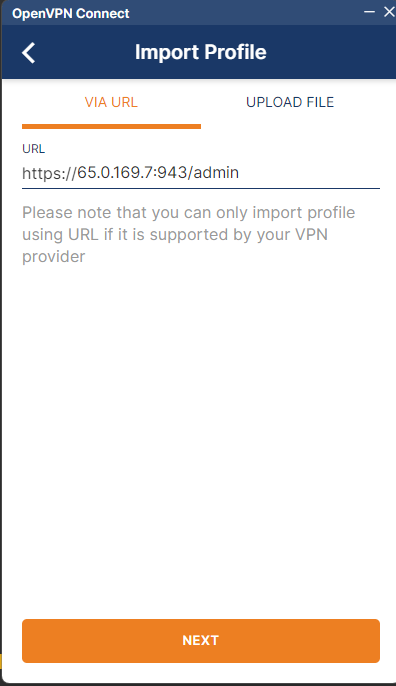 OpenVPN Connect
Import Profile
VIA URL
UPLOAD FILE
URL
https://65.0.169.7:943/admin
Please note that you can only import profile
using URL if it is supported by your VPN
provider
NEXT